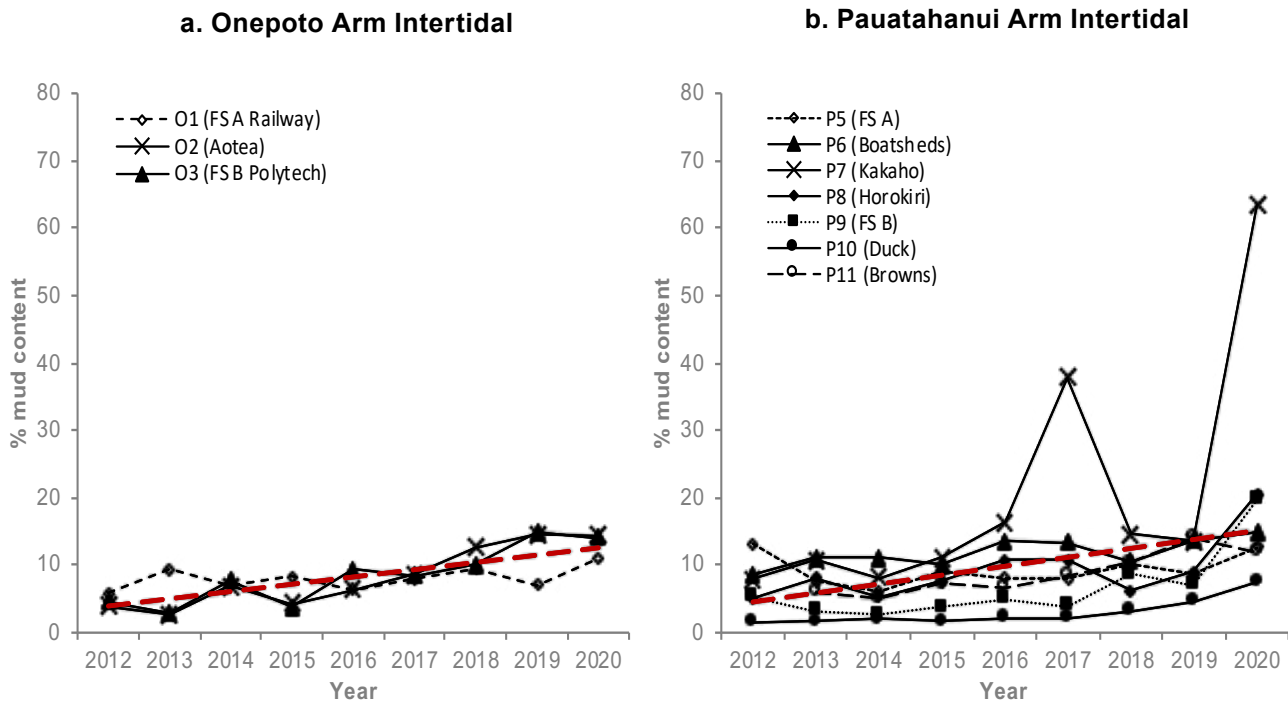 a. Onepoto Arm Intertidal
80
70
60
50
40
30
20
10
0
% mud content
O1 (FS A Railway)
O2 (Aotea)
O3 (FS B Polytech)
2012 2013 2014 2015 2016 2017 2018 2019 2020
Year
b. Pauatahanui Arm Intertidal
80
70
60
50
40
30
20
10
0
% mud content
P5 (FS A)
P6 (Boatsheds)
P7 (Kakaho)
P8 (Horokiri)
P9 (FS B)
P10 (Duck)
P11 (Browns)
2012 2013 2014 2015 2016 2017 2018 2019 2020
Year